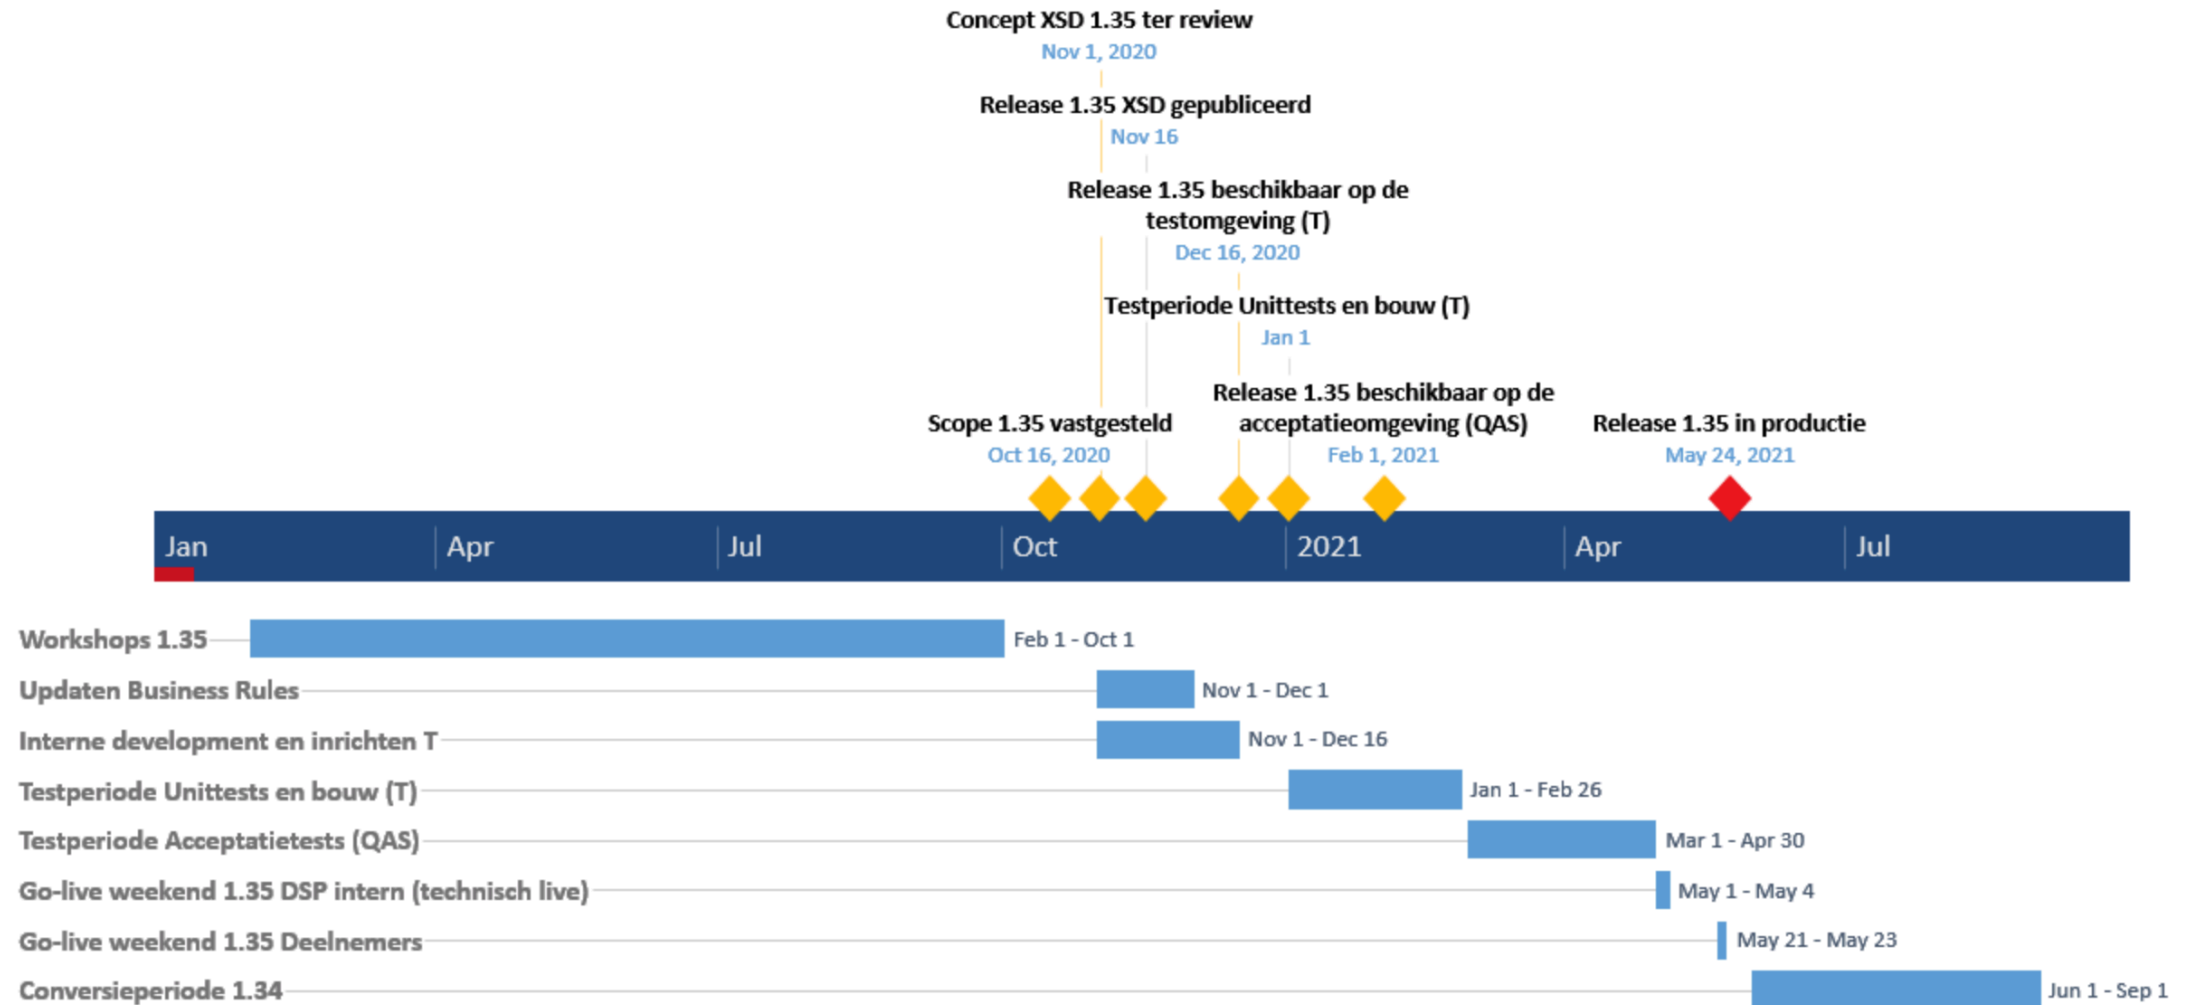 Concept XSD 1.35 ter review
Nov 1, 2020
Release 1.35 XSD gepubliceerd
Nov 16
Release 1.35 beschikbaar op de
testomgeving (T)
Dec 16, 2020
Testperiode Unittests en bouw (T)
Jan 1
Release 1.35 beschikbaar op de
Scope 1.35 vastgesteld acceptatieomgeving (QAS) Release 1.35 in productie
Oct 16, 2020 Feb 1, 2021 May 24, 2021
Jan Apr Jul Oct 2021 Apr Jul
Workshops 1.35 Feb 1 - Oct 1
Updaten Business Rules Nov 1 - Dec 1
Interne development en inrichten T Nov 1 - Dec 16
Testperiode Unittests en bouw (T) Jan 1 - Feb 26
Testperiode Acceptatietests (QAS) Mar 1 - Apr 30
Go-live weekend 1.35 DSP intern (technisch live) May 1 - May 4
Go-live weekend 1.35 Deelnemers May 21 - May 23
Conversieperiode 1.34 Jun 1 - Sep 1